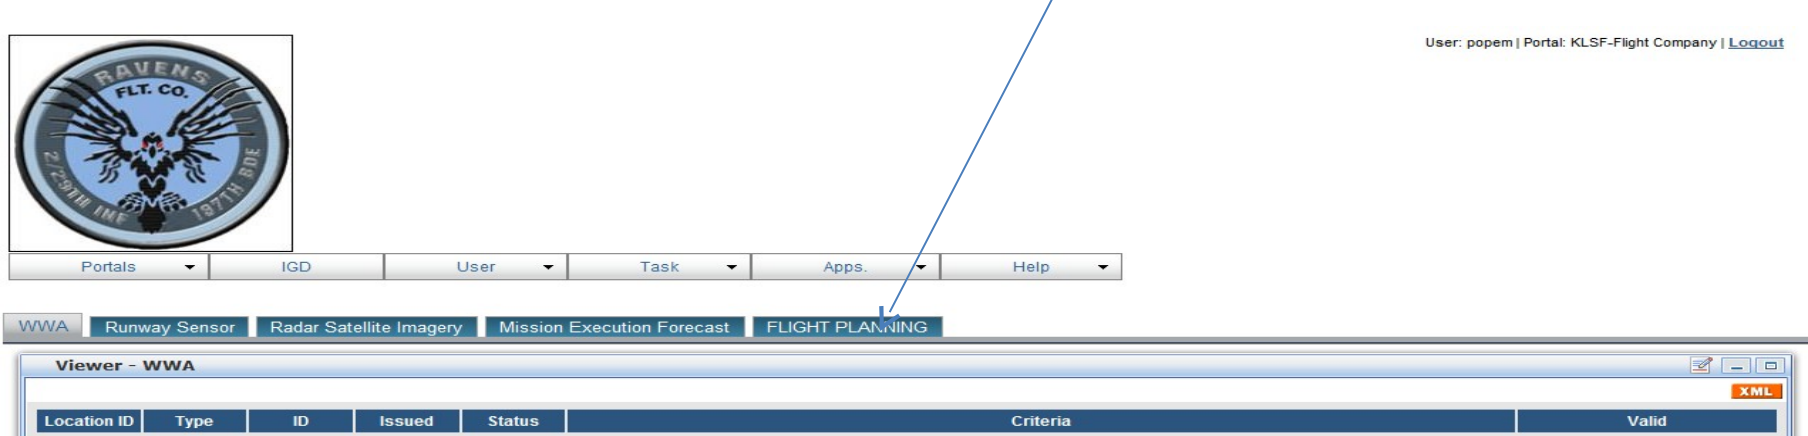 User: popem | Portal: KLSF-Flight Company | Logout
RAVENS
FLT. CO.
2/29TH INF 197TH BDE
Portals IGD User Task Apps. Help
WWA Runway Sensor Radar Satellite Imagery Mission Execution Forecast FLIGHT PLANNING
Viewer - WWA
XML
Location ID Type ID Issued Status Criteria Valid